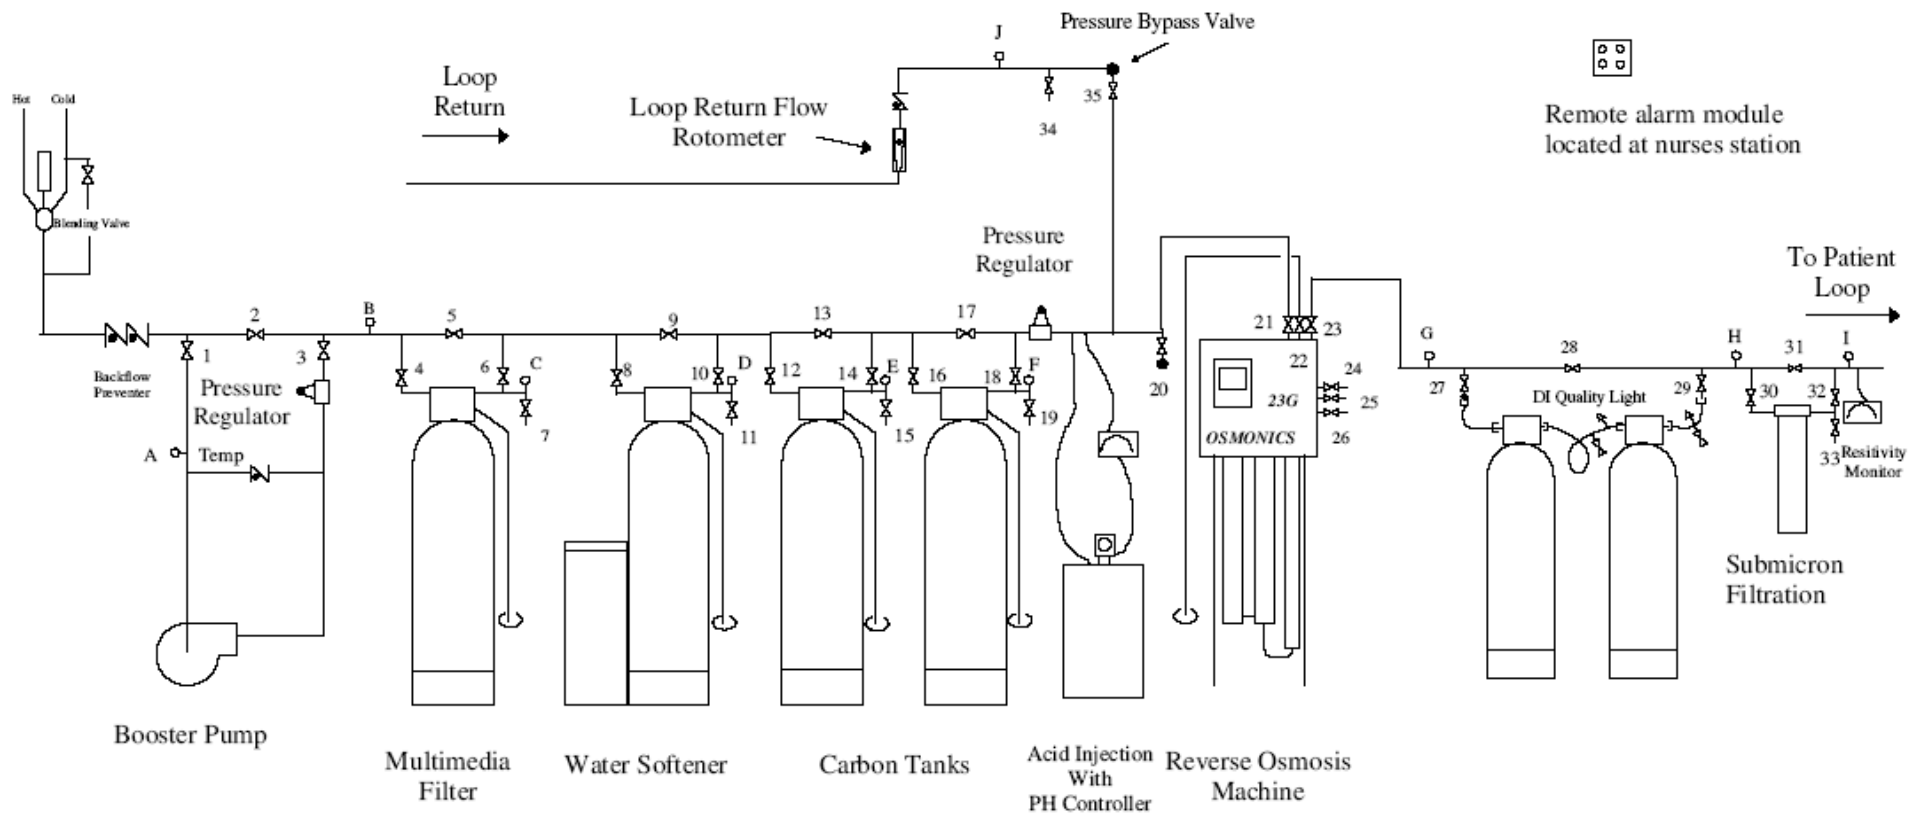 Pressure Bypass Valve
J
Hot Cold
Loop
Return
Loop Return Flow
Rotometer
35
34
Remote alarm module
located at nurses station
Blending Valve
Pressure
Regulator
To Patient
Loop
2
B
5
9
13
17
21
23
G
28
H
31
I
1
3
4
6
C
8
10
D
12
14
E
16
18
F
20
22
24
27
29
30
32
Backflow
Preventer
Pressure
Regulator
7
11
15
19
23G
25
DI Quality Light
OSMONICS
26
A
Temp
33
Resitivity
Monitor
Submicron
Filtration
Booster Pump
Multimedia
Filter
Water Softener
Carbon Tanks
Acid Injection
With
PH Controller
Reverse Osmosis
Machine